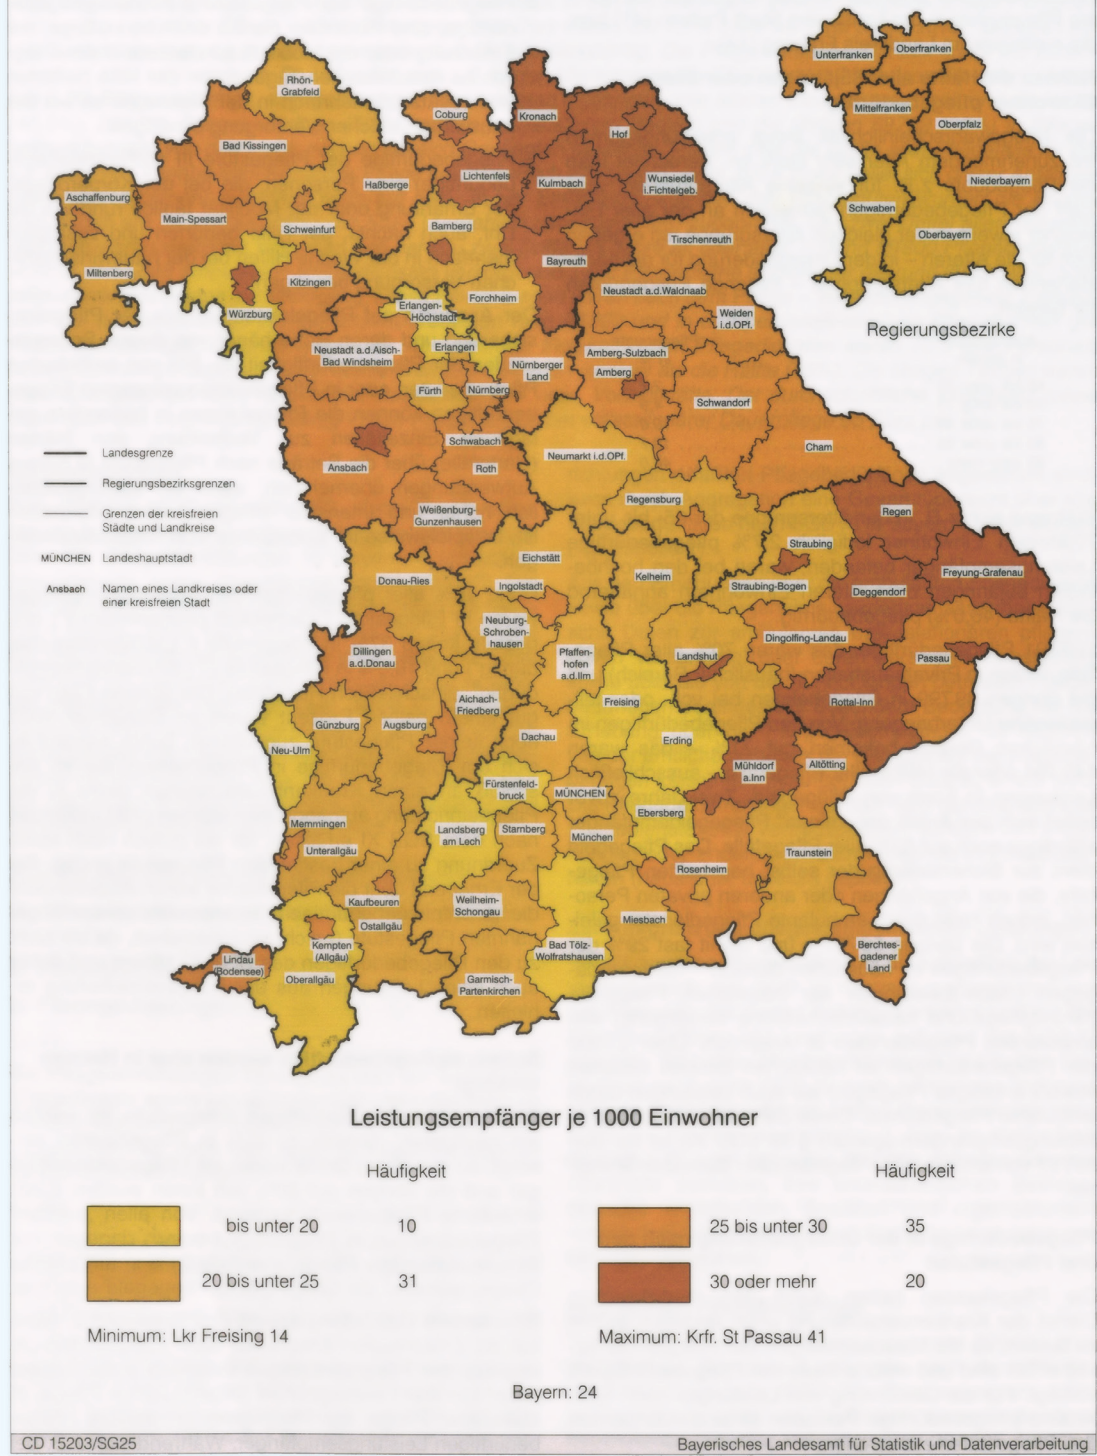 Unterfranken
Oberfranken
Mittelfranken
Oberpfalz
Niederbayern
Schwaben
Oberbayern
Regierungsbezirke
Rhön-
Grabfeld
Coburg
Kronach
Hof
Bad Kissingen
Lichtenfels
Kulmbach
Wunsiedel
i.Fichtelgeb.
Haßberge
Aschaffenburg
Main-Spessart
Schweinfurt
Bamberg
Tirschenreuth
Bayreuth
Miltenberg
Kitzingen
Forchheim
Neustadt a.d.Waldnaab
Würzburg
Erlangen-
Höchstadt
Weiden
i.d.OPf.
Erlangen
Neustadt a.d.Aisch-
Bad Windsheim
Nürnberger
Land
Amberg-Sulzbach
Amberg
Fürth
Nürnberg
Schwandorf
Schwabach
Cham
Neumarkt i.d.OPf.
Ansbach
Roth
Regensburg
Regen
Weißenburg-
Gunzenhausen
Straubing
Eichstätt
Freyung-Grafenau
Donau-Ries
Kelheim
Ingolstadt
Straubing-Bogen
Deggendorf
Neuburg-
Schroben-
hausen
Dingolfing-Landau
Dillingen
a.d.Donau
Pfaffen-
hofen
a.d.Ilm
Landshut
Passau
Freising
Rottal-Inn
Aichach-
Friedberg
Günzburg
Augsburg
Dachau
Erding
Neu-Ulm
Mühldorf
a.Inn
Altötting
Fürstenfeld-
bruck
MÜNCHEN
Ebersberg
Memmingen
Landsberg
am Lech
Starnberg
München
Unterallgäu
Traunstein
Rosenheim
Kaufbeuren
Weilheim-
Schongau
Miesbach
Ostallgäu
Kempten
(Allgäu)
Bad Tölz-
Wolfratshausen
Berchtes-
gadener
Land
Lindau
(Bodensee)
Oberallgäu
Garmisch-
Partenkirchen
Landesgrenze
Regierungsbezirksgrenzen
Grenzen der kreisfreien
Städte und Landkreise
MÜNCHEN Landeshauptstadt
Ansbach Namen eines Landkreises oder
einer kreisfreien Stadt
Leistungsempfänger je 1000 Einwohner
Häufigkeit Häufigkeit
bis unter 20 10 25 bis unter 30 35
20 bis unter 25 31 30 oder mehr 20
Minimum: Lkr Freising 14 Maximum: Krfr. St Passau 41
Bayern: 24
CD 15203/SG25 Bayerisches Landesamt für Statistik und Datenverarbeitung